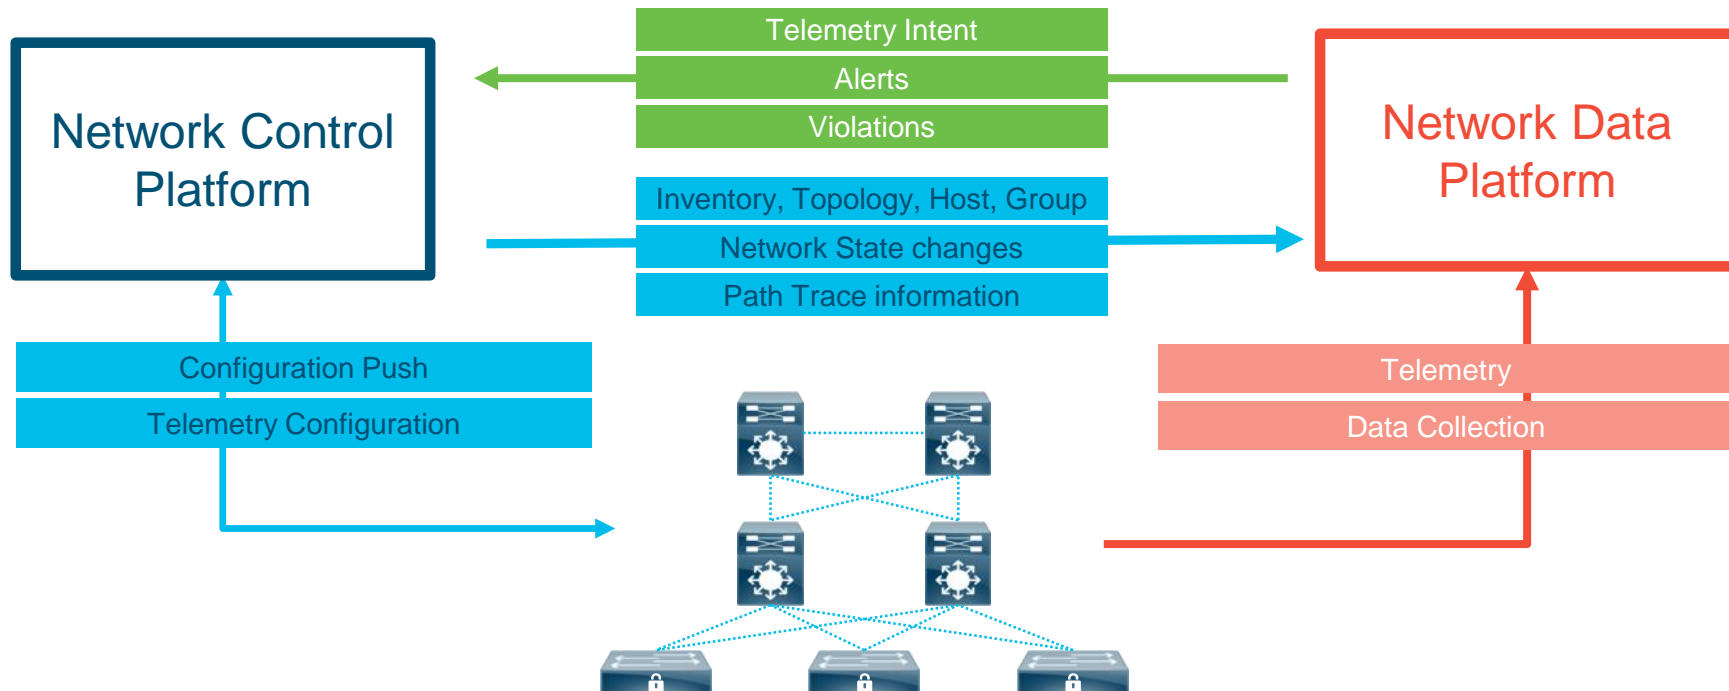 Telemetry Intent
Alerts
Violations
Network Control
Platform
Network Data
Platform
Inventory, Topology, Host, Group
Network State changes
Path Trace information
Configuration Push
Telemetry Configuration
Telemetry
Data Collection